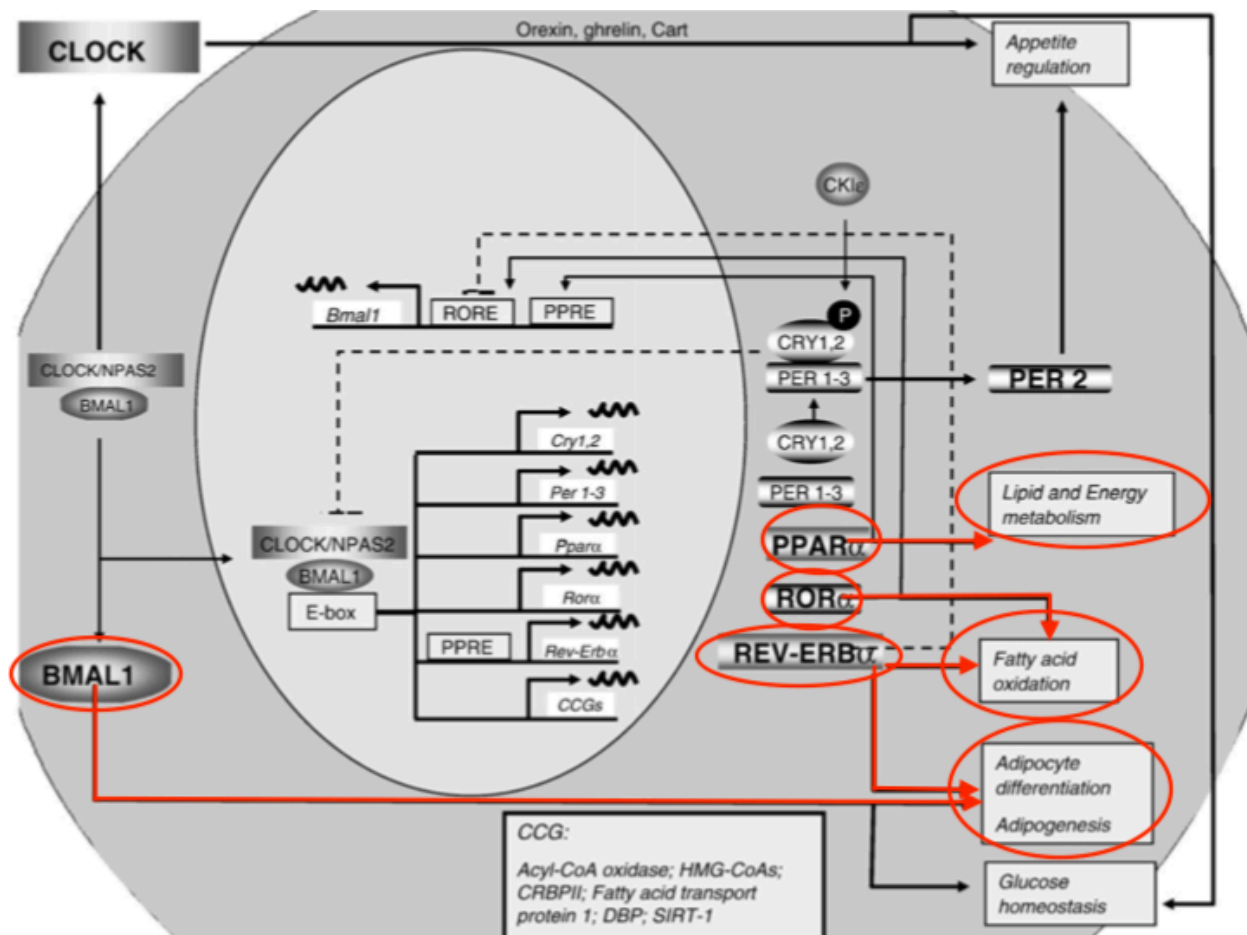 CLOCK
Orexin, ghrelin, Cart
Appetite
regulation
CKIε
P
Bmal1
RORE
PPRE
CRY1,2
PER 1-3
PER 2
CLOCK/NPAS2
BMAL1
Cry1,2
CRY1,2
Per 1-3
PER 1-3
Lipid and Energy
metabolism
CLOCK/NPAS2
BMAL1
E-box
Pparα
PPARα
Rorα
RORα
PPRE
Rev-Erbα
REV-ERBα
Fatty acid
oxidation
BMAL1
CCGs
Adipocyte
differentiation
Adipogenesis
CCG:
Acyl-CoA oxidase; HMG-CoAs;
CRBPII; Fatty acid transport
protein 1; DBP; SIRT-1
Glucose
homeostasis